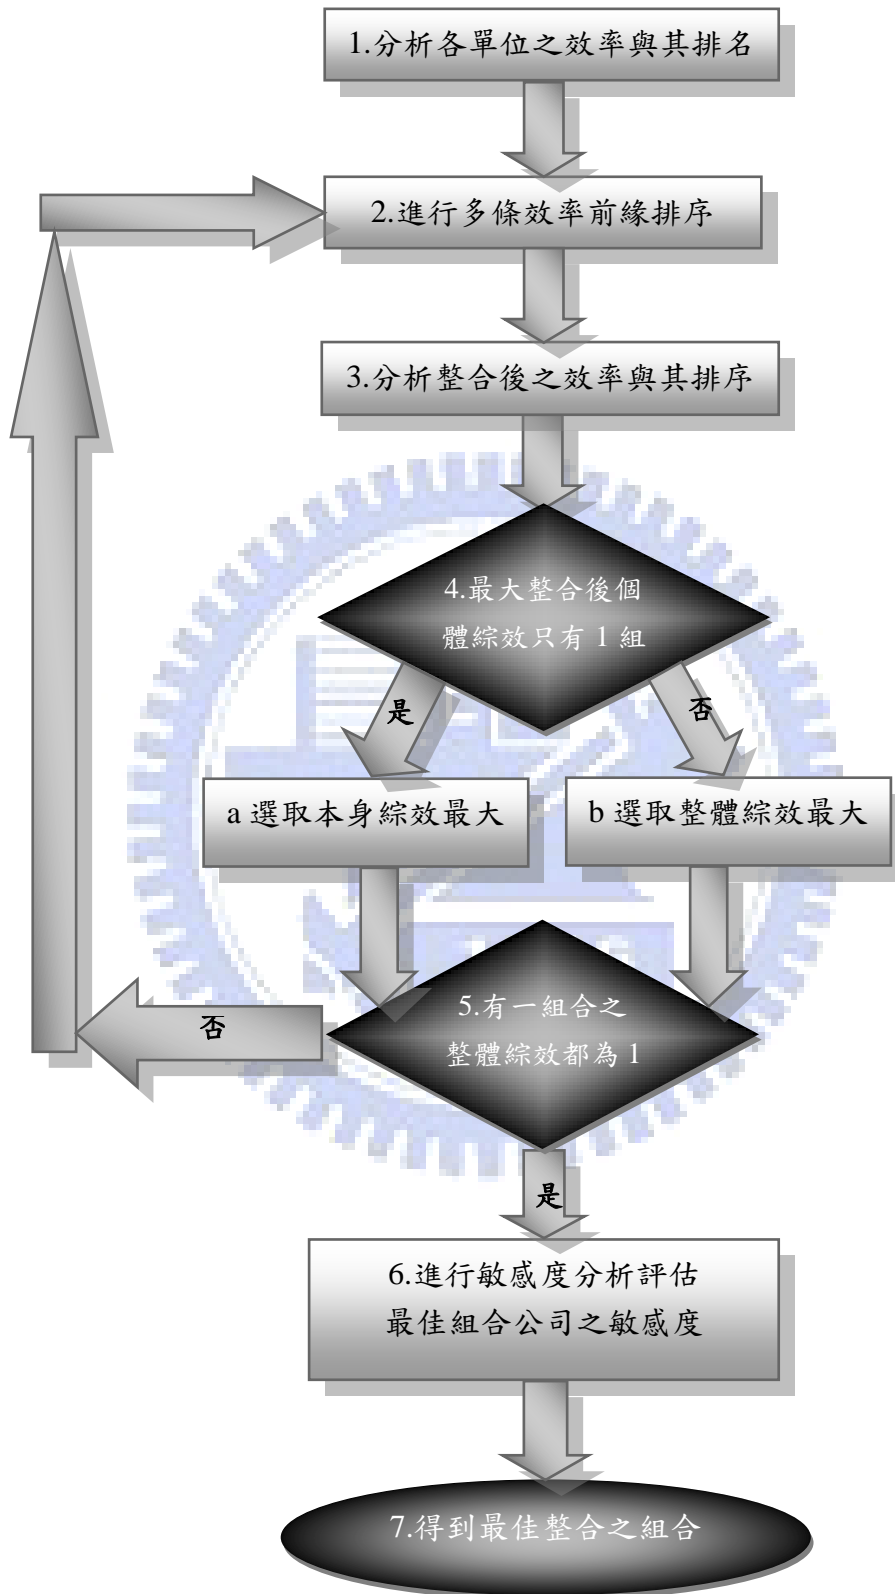 1.分析各單位之效率與其排名
2.進行多條效率前緣排序
3.分析整合後之效率與其排序
4.最大整合後個
體綜效只有 1 組
是
否
a 選取本身綜效最大
b 選取整體綜效最大
5.有一組合之
整體綜效都為 1
否
是
6.進行敏感度分析評估
最佳組合公司之敏感度
7.得到最佳整合之組合